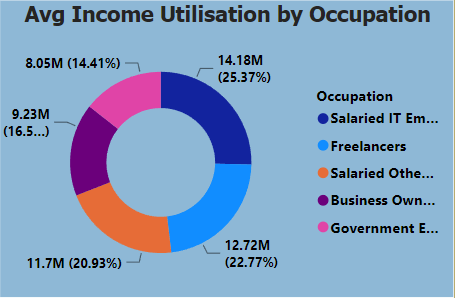 Avg Income Utilisation by Occupation
8.05M (14.41%)
14.18M
(25.37%)
9.23M
(16.5...)
11.7M (20.93%)
12.72M
(22.77%)
Occupation
Salaried IT Em...
Freelancers
Salaried Othe...
Business Own...
Government E...